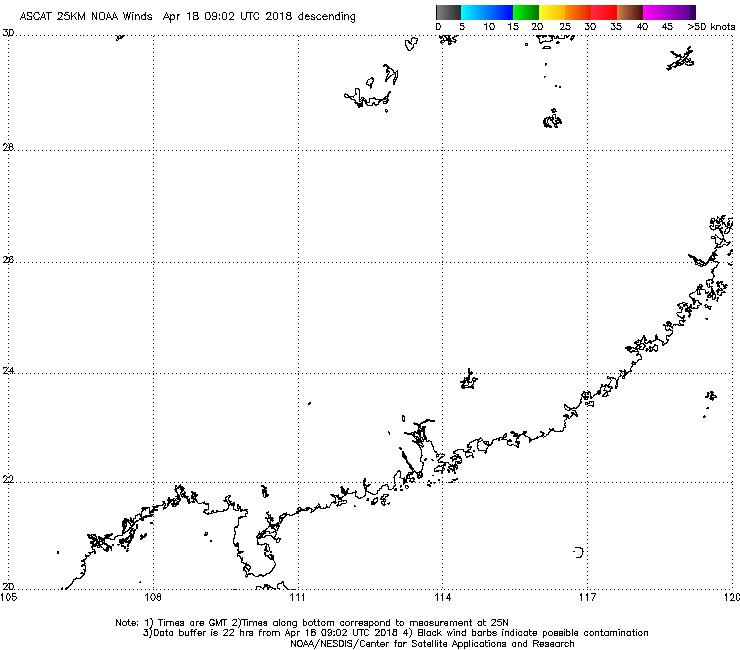 ASCAT 25KM NOAA Winds Apr 18 09:02 UTC 2018 descending
0 5 10 15 20 25 30 35 40 45 >50 knots
30
28
26
24
22
20
105 108 111 114 117 120
Note: 1) Times are GMT 2)Times along bottom correspond to measurement at 25N
3)Data buffer is 22 hrs from Apr 18 09:02 UTC 2018 4) Black wind barbs indicate possible contamination
NOAA/NESDIS/Center for Satellite Applications and Research